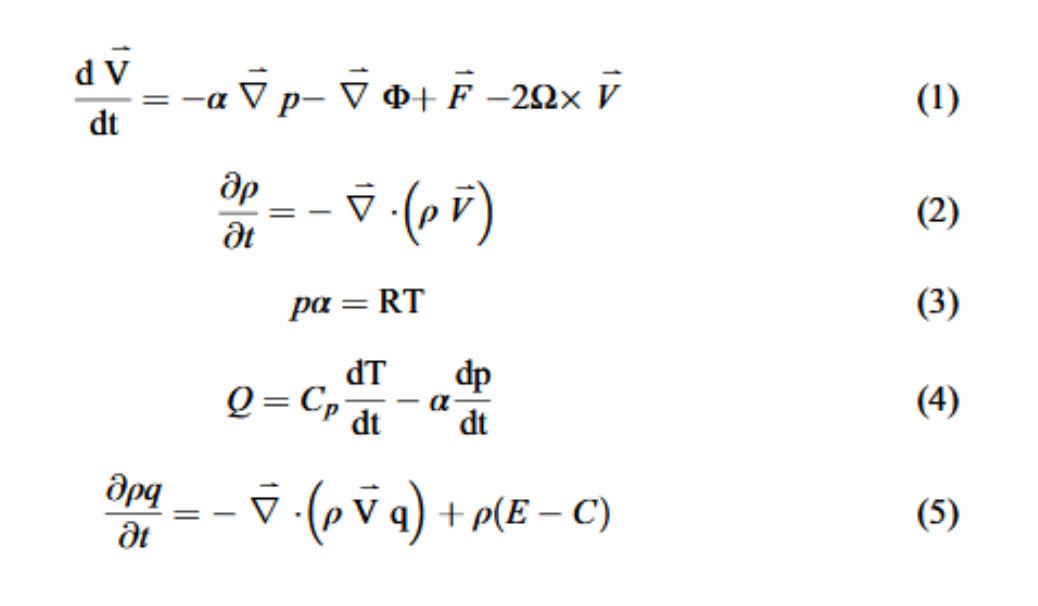 d V⃗/dt = −α ∇⃗ p− ∇⃗ Φ+ F⃗ −2Ω× V⃗ (1)
∂ρ/∂t = − ∇⃗ ·(ρ V⃗) (2)
pα = RT (3)
Q = C_p dT/dt − α dp/dt (4)
∂ρq/∂t = − ∇⃗ ·(ρ V⃗ q) + ρ(E − C) (5)